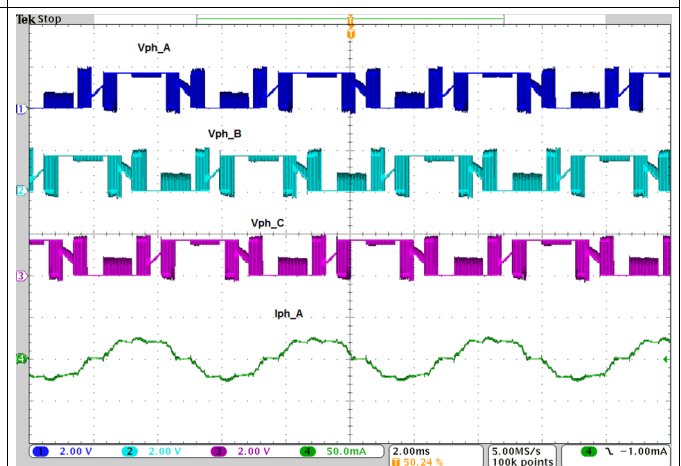 Tek Stop
T
T
Vph_A
1
Vph_B
2
Vph_C
3
Iph_A
4
1 2.00 V 2 2.00 V 3 2.00 V 4 50.0mA 2.00ms 5.00MS/s 4 -1.00mA
T 50.24 % 100k points